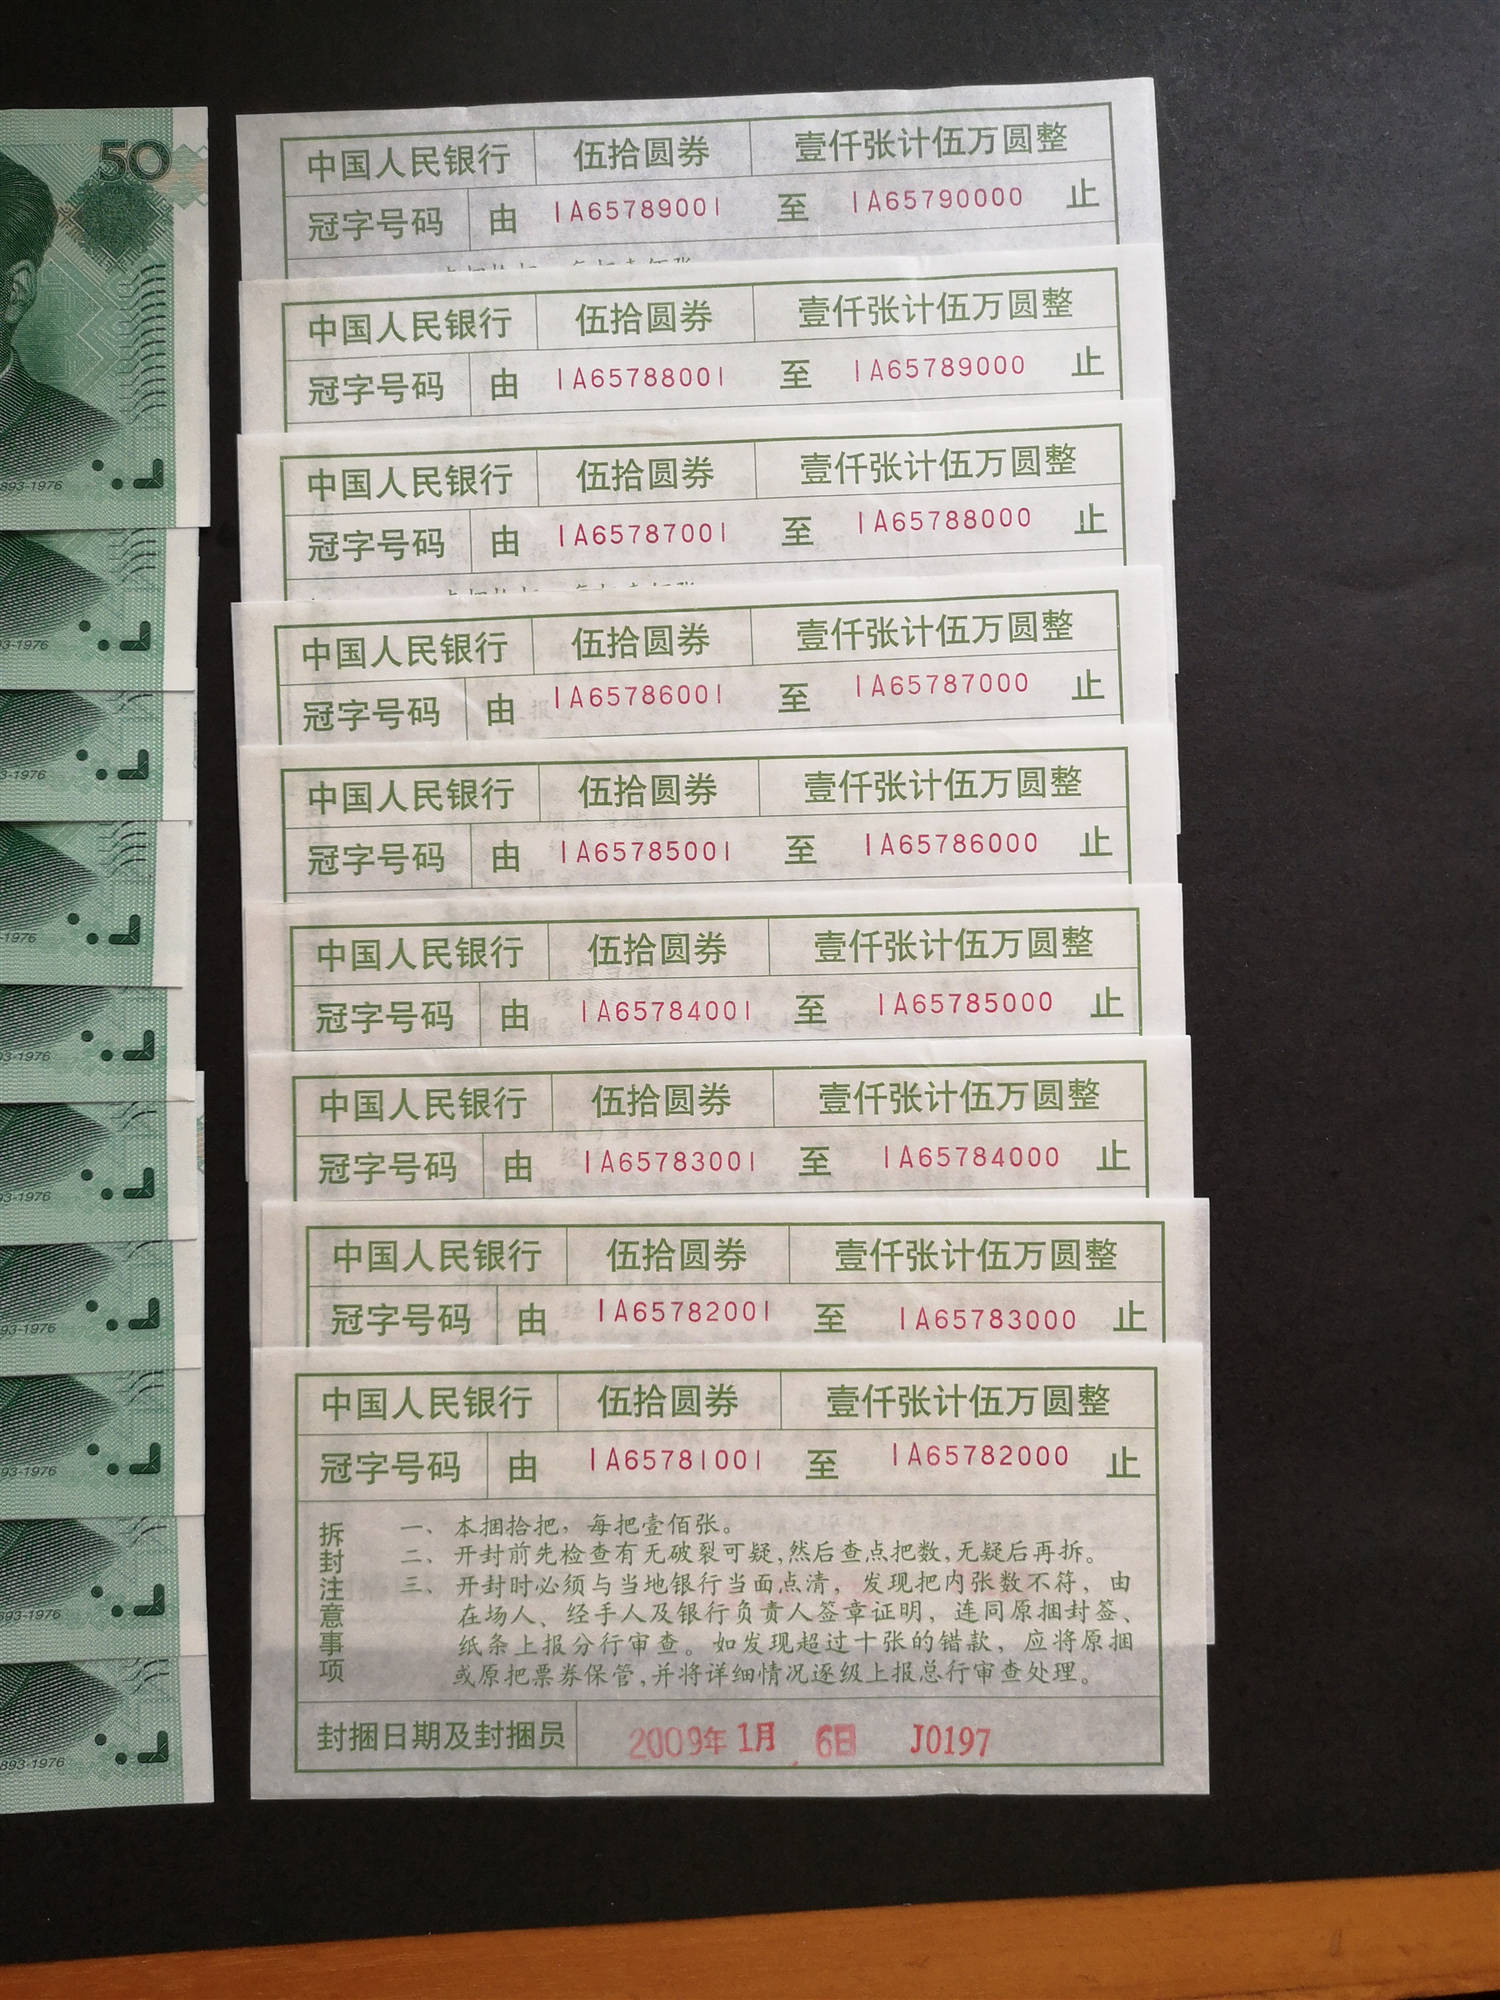 50
893-1976
93-1976
3-1976
-1976
93-1976
93-1976
93-1976
93-1976
893-1976
893-1976
中国人民银行 伍拾圆券 壹仟张计伍万圆整
冠字号码 由 IA65789001 至 IA65790000 止
中国人民银行 伍拾圆券 壹仟张计伍万圆整
冠字号码 由 IA65788001 至 IA65789000 止
中国人民银行 伍拾圆券 壹仟张计伍万圆整
冠字号码 由 IA65787001 至 IA65788000 止
中国人民银行 伍拾圆券 壹仟张计伍万圆整
冠字号码 由 IA65786001 至 IA65787000 止
中国人民银行 伍拾圆券 壹仟张计伍万圆整
冠字号码 由 IA65785001 至 IA65786000 止
中国人民银行 伍拾圆券 壹仟张计伍万圆整
冠字号码 由 IA65784001 至 IA65785000 止
中国人民银行 伍拾圆券 壹仟张计伍万圆整
冠字号码 由 IA65783001 至 IA65784000 止
中国人民银行 伍拾圆券 壹仟张计伍万圆整
冠字号码 由 IA65782001 至 IA65783000 止
中国人民银行 伍拾圆券 壹仟张计伍万圆整
冠字号码 由 IA65781001 至 IA65782000 止
拆封注意事项
一、本捆拾把，每把壹佰张。
二、开封前先检查有无破裂可疑，然后查点把数，无疑后再拆。
三、开封时必须与当地银行当面点清，发现把内张数不符，由
在场人、经手人及银行负责人签章证明，连同原捆封签、
纸条上报分行审查。如发现超过十张的错款，应将原捆
或原把票券保管，并将详细情况逐级上报总行审查处理。
封捆日期及封捆员 2009年1月6日 J0197